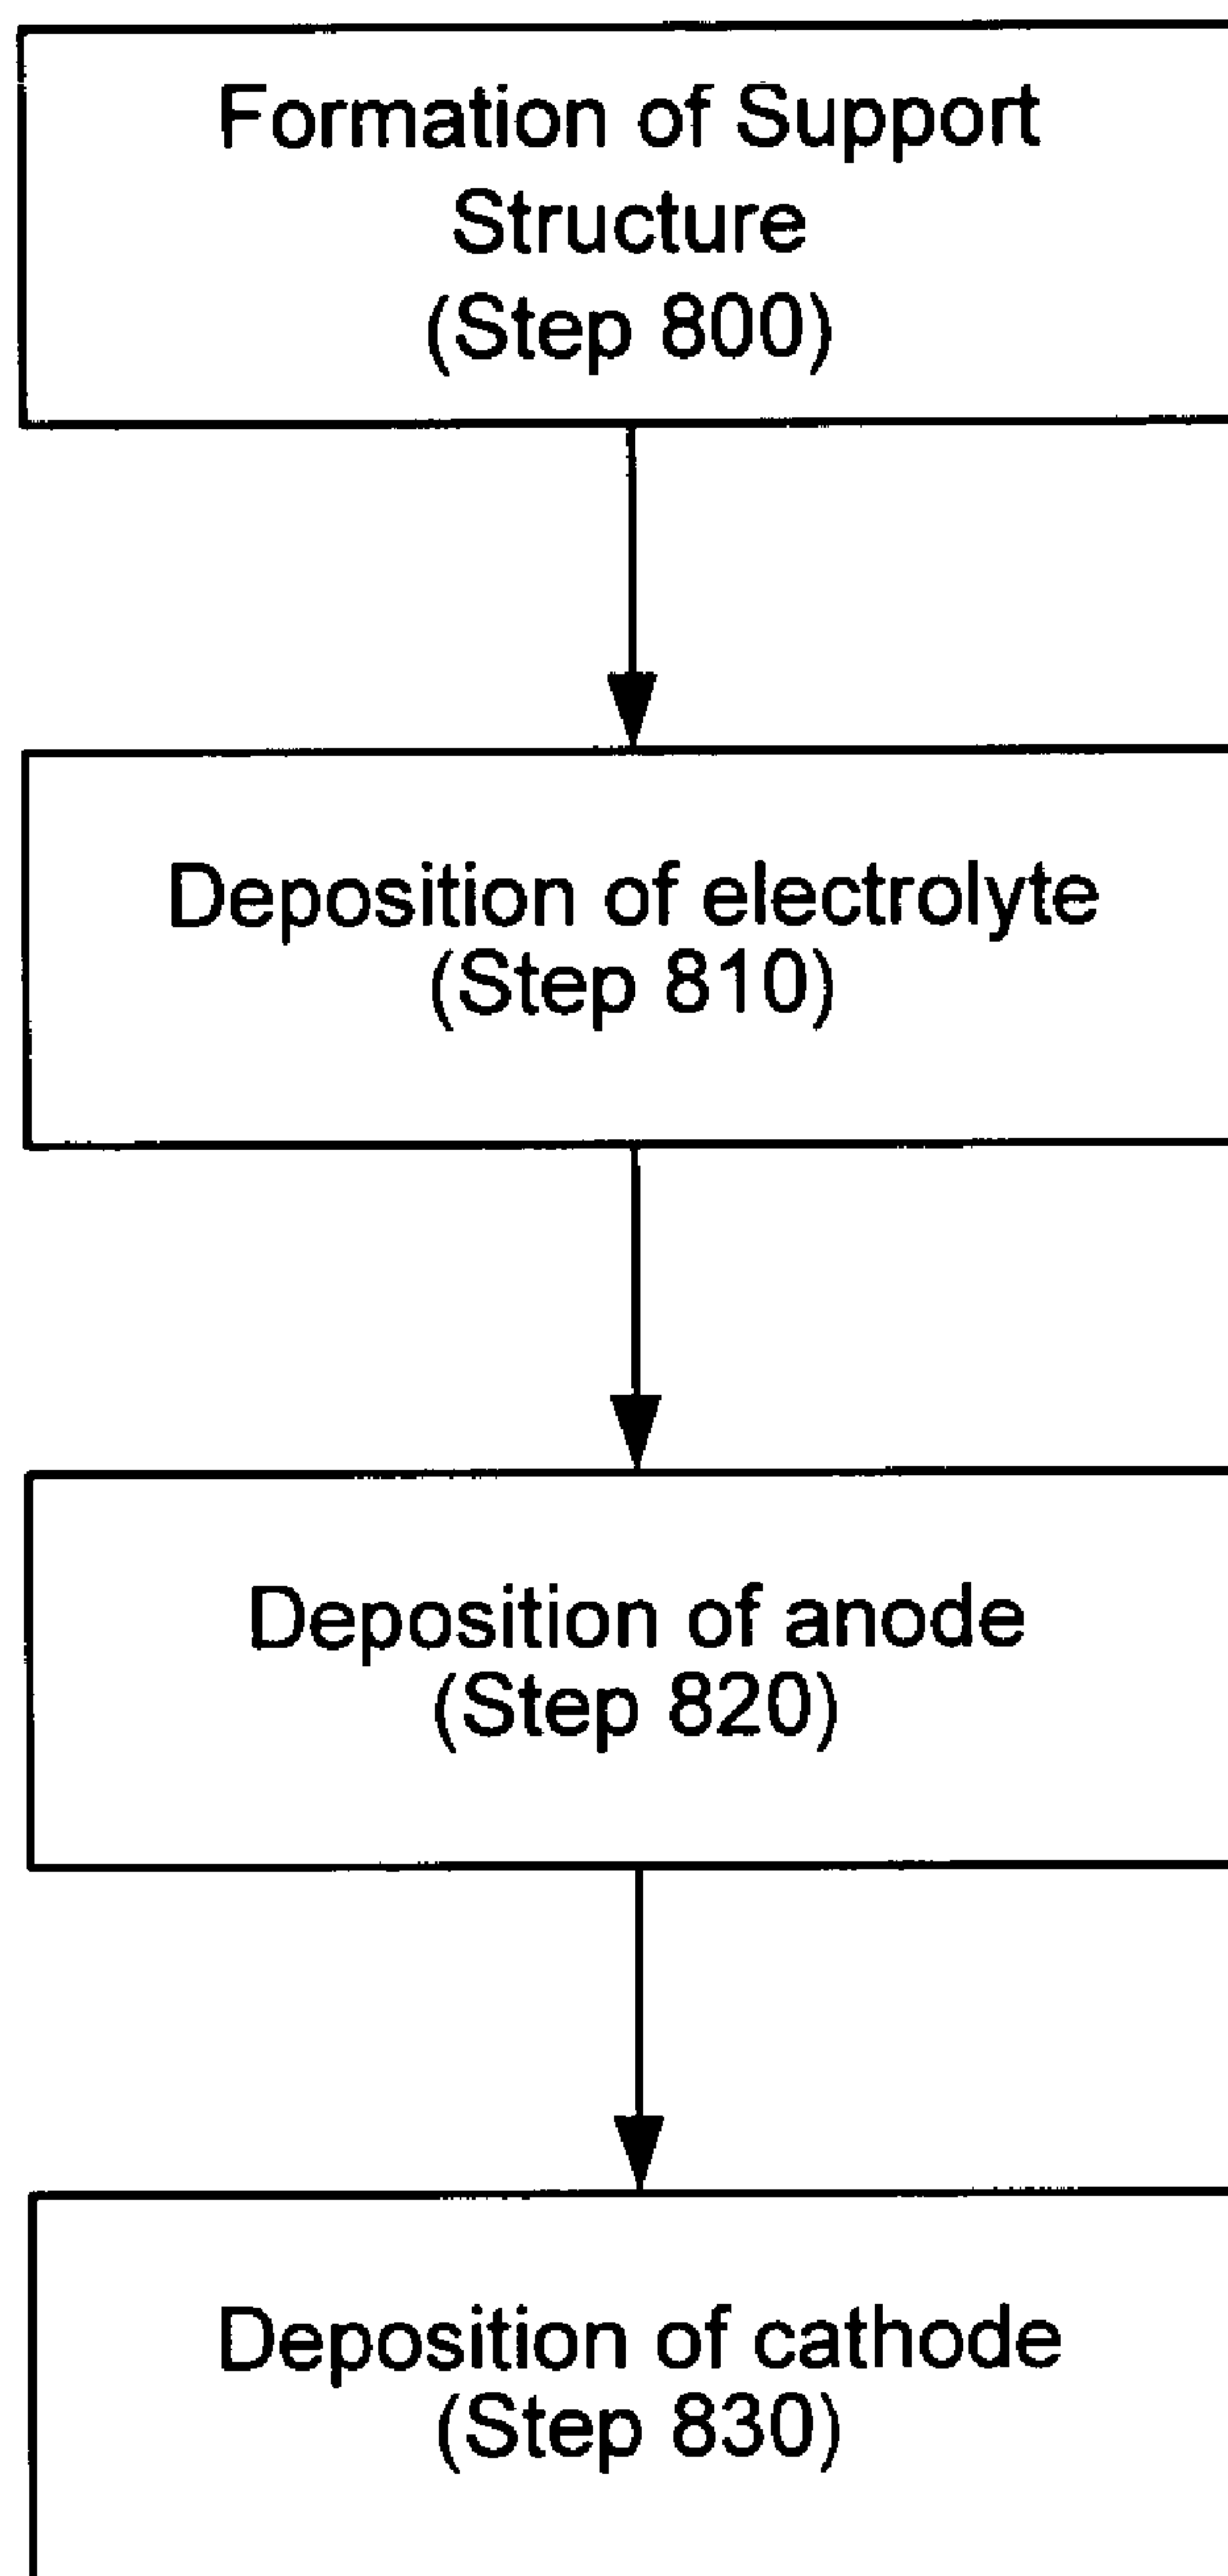 Formation of Support
Structure
(Step 800)
Deposition of electrolyte
(Step 810)
Deposition of anode
(Step 820)
Deposition of cathode
(Step 830)